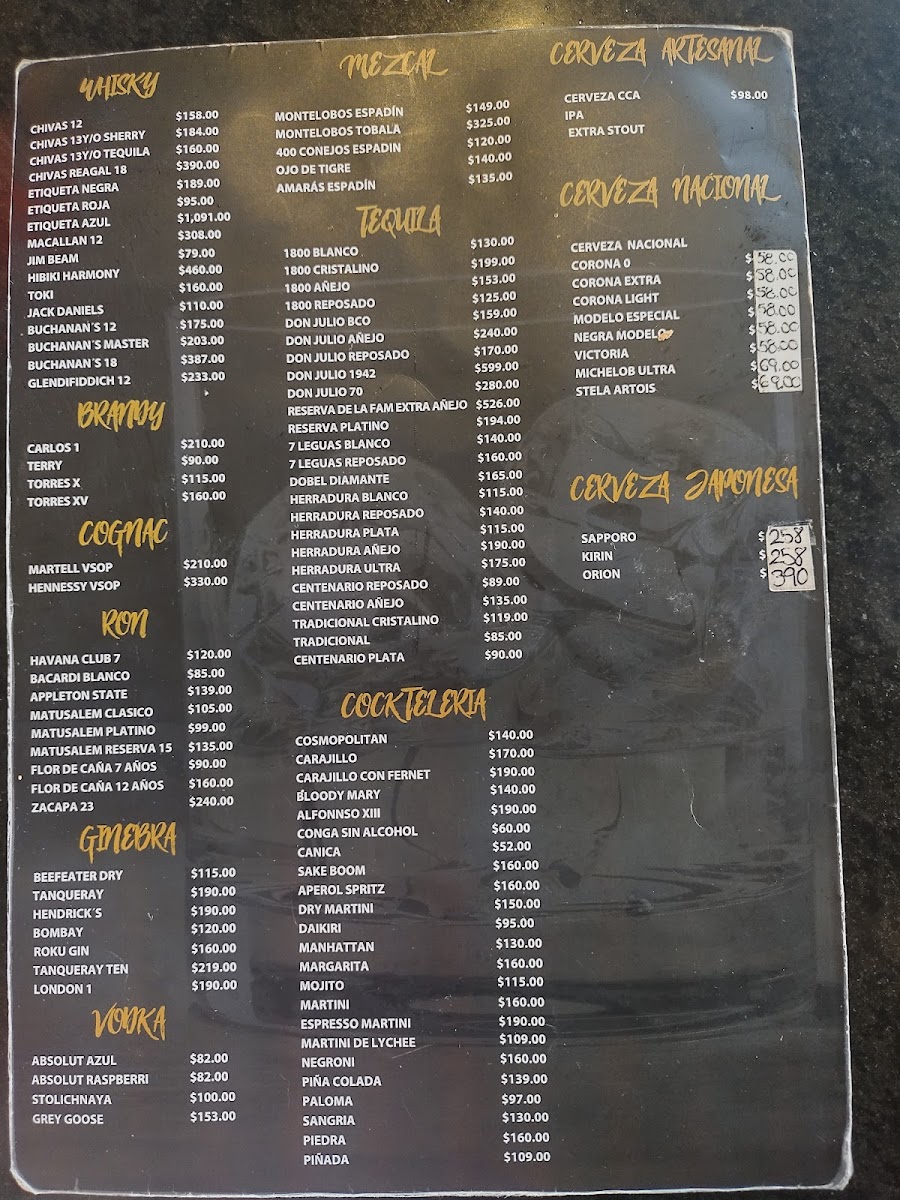 WHISKY
CHIVAS 12 $158.00
CHIVAS 13Y/O SHERRY $184.00
CHIVAS 13Y/O TEQUILA $160.00
CHIVAS REAGAL 18 $390.00
ETIQUETA NEGRA $189.00
ETIQUETA ROJA $95.00
ETIQUETA AZUL $1,091.00
MACALLAN 12 $308.00
JIM BEAM $79.00
HIBIKI HARMONY $460.00
TOKI $160.00
JACK DANIELS $110.00
BUCHANAN´S 12 $175.00
BUCHANAN´S MASTER $203.00
BUCHANAN´S 18 $387.00
GLENDIFIDDICH 12 $233.00
BRANDY
CARLOS 1 $210.00
TERRY $90.00
TORRES X $115.00
TORRES XV $160.00
COGNAC
MARTELL VSOP $210.00
HENNESSY VSOP $330.00
RON
HAVANA CLUB 7 $120.00
BACARDI BLANCO $85.00
APPLETON STATE $139.00
MATUSALEM CLASICO $105.00
MATUSALEM PLATINO $99.00
MATUSALEM RESERVA 15 $135.00
FLOR DE CAÑA 7 AÑOS $90.00
FLOR DE CAÑA 12 AÑOS $160.00
ZACAPA 23 $240.00
GINEBRA
BEEFEATER DRY $115.00
TANQUERAY $190.00
HENDRICK´S $190.00
BOMBAY $120.00
ROKU GIN $160.00
TANQUERAY TEN $219.00
LONDON 1 $190.00
VODKA
ABSOLUT AZUL $82.00
ABSOLUT RASPBERRI $82.00
STOLICHNAYA $100.00
GREY GOOSE $153.00
MEZCAL
MONTELOBOS ESPADÍN $149.00
MONTELOBOS TOBALA $325.00
400 CONEJOS ESPADIN $120.00
OJO DE TIGRE $140.00
AMARÁS ESPADÍN $135.00
TEQUILA
1800 BLANCO $130.00
1800 CRISTALINO $199.00
1800 AÑEJO $153.00
1800 REPOSADO $125.00
DON JULIO BCO $159.00
DON JULIO AÑEJO $240.00
DON JULIO REPOSADO $170.00
DON JULIO 1942 $599.00
DON JULIO 70 $280.00
RESERVA DE LA FAM EXTRA AÑEJO $526.00
RESERVA PLATINO $194.00
7 LEGUAS BLANCO $140.00
7 LEGUAS REPOSADO $160.00
DOBEL DIAMANTE $165.00
HERRADURA BLANCO $115.00
HERRADURA REPOSADO $140.00
HERRADURA PLATA $115.00
HERRADURA AÑEJO $190.00
HERRADURA ULTRA $175.00
CENTENARIO REPOSADO $89.00
CENTENARIO AÑEJO $135.00
TRADICIONAL CRISTALINO $119.00
TRADICIONAL $85.00
CENTENARIO PLATA $90.00
COCKTELERIA
COSMOPOLITAN $140.00
CARAJILLO $170.00
CARAJILLO CON FERNET $190.00
BLOODY MARY $140.00
ALFONNSO XIII $190.00
CONGA SIN ALCOHOL $60.00
CANICA $52.00
SAKE BOOM $160.00
APEROL SPRITZ $160.00
DRY MARTINI $150.00
DAIKIRI $95.00
MANHATTAN $130.00
MARGARITA $160.00
MOJITO $115.00
MARTINI $160.00
ESPRESSO MARTINI $190.00
MARTINI DE LYCHEE $109.00
NEGRONI $160.00
PIÑA COLADA $139.00
PALOMA $97.00
SANGRIA $130.00
PIEDRA $160.00
PIÑADA $109.00
CERVEZA ARTESANAL
CERVEZA CCA $98.00
IPA
EXTRA STOUT
CERVEZA NACIONAL
CERVEZA NACIONAL
CORONA 0 $58.00
CORONA EXTRA $58.00
CORONA LIGHT $58.00
MODELO ESPECIAL $58.00
NEGRA MODELO $58.00
VICTORIA $58.00
MICHELOB ULTRA $69.00
STELA ARTOIS $69.00
CERVEZA JAPONESA
SAPPORO $258
KIRIN $258
ORION $390